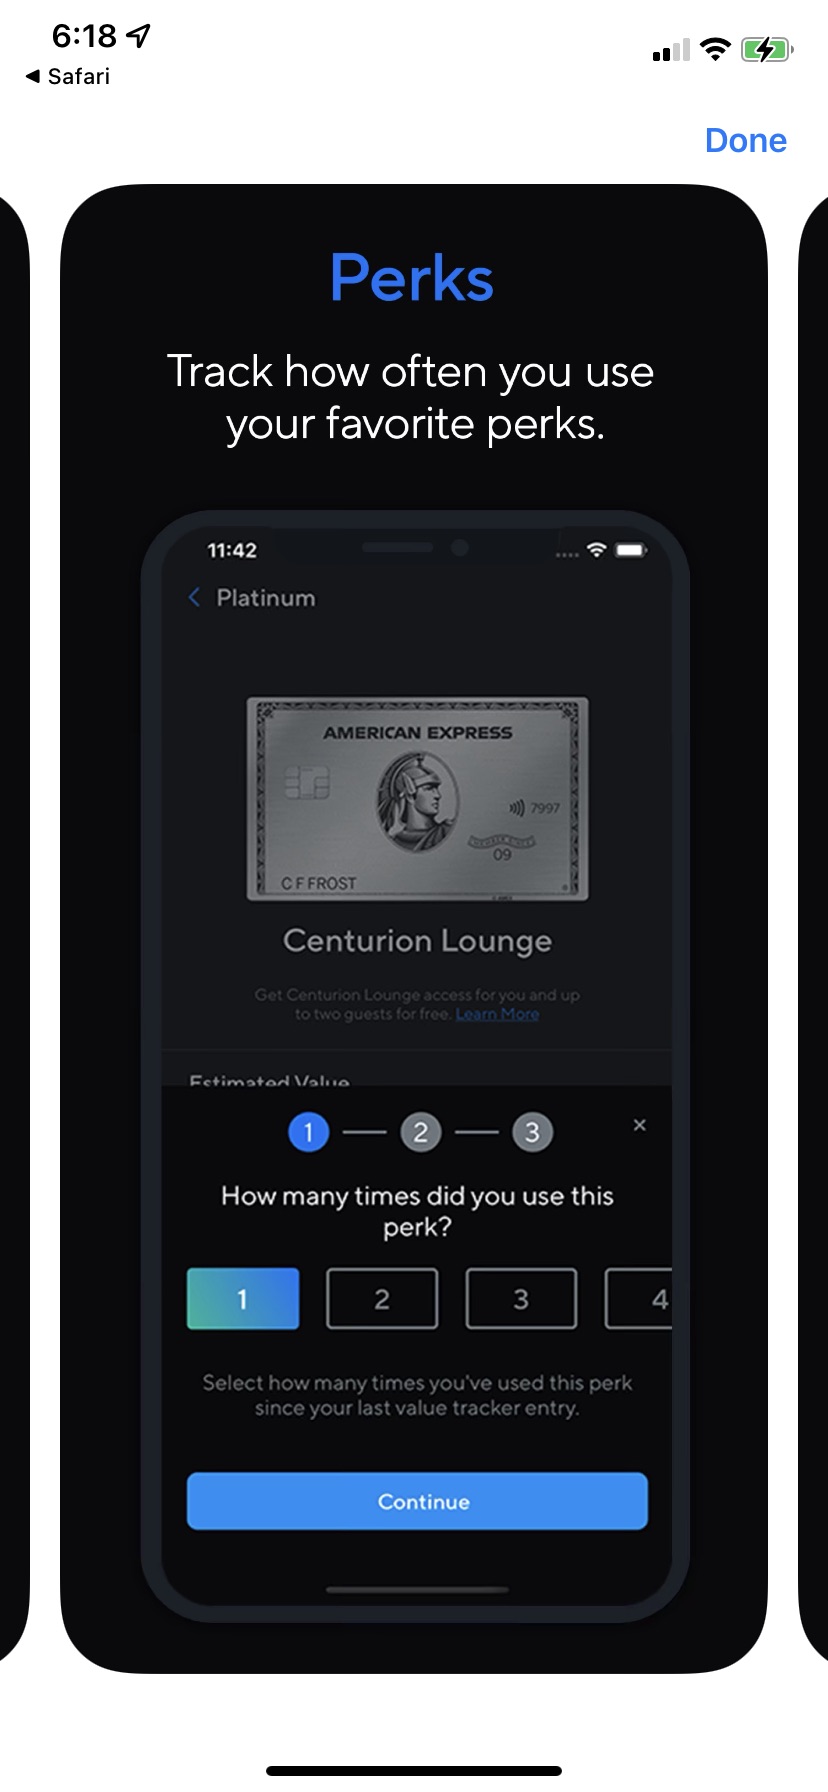 6:18
Safari
Done
Perks
Track how often you use
your favorite perks.
11:42
Platinum
AMERICAN EXPRESS
7997
09
C F FROST
Centurion Lounge
Get Centurion Lounge access for you and up
to two guests for free. Learn More
Estimated Value
1 2 3 ×
How many times did you use this
perk?
1 2 3 4
Select how many times you've used this perk
since your last value tracker entry.
Continue